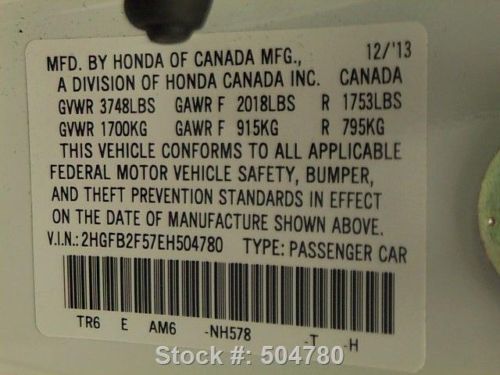 MFD. BY HONDA OF CANADA MFG., 12/'13
A DIVISION OF HONDA CANADA INC. CANADA
GVWR 3748LBS GAWR F 2018LBS R 1753LBS
GVWR 1700KG GAWR F 915KG R 795KG
THIS VEHICLE CONFORMS TO ALL APPLICABLE
FEDERAL MOTOR VEHICLE SAFETY, BUMPER,
AND THEFT PREVENTION STANDARDS IN EFFECT
ON THE DATE OF MANUFACTURE SHOWN ABOVE.
V.I.N.: 2HGFB2F57EH504780 TYPE: PASSENGER CAR
TR6 E AM6 -NH578 -T -H
Stock #: 504780